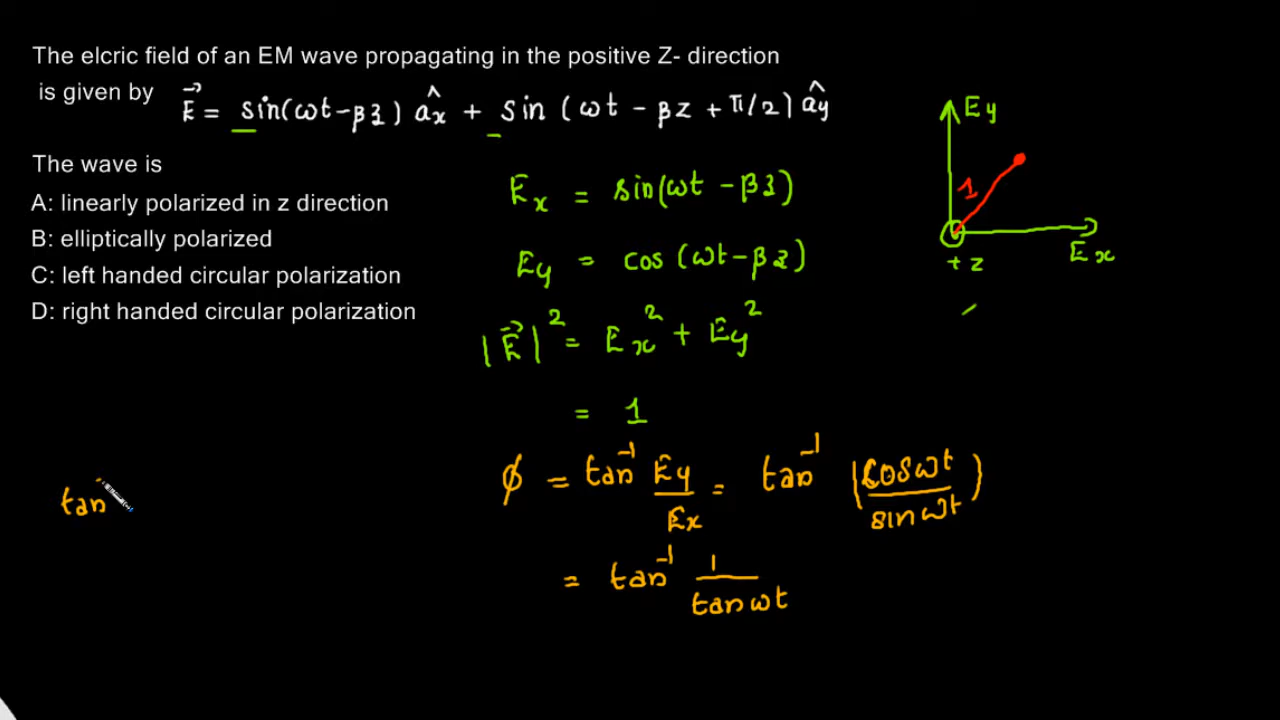 The elcric field of an EM wave propagating in the positive Z- direction
is given by E⃗ = sin(ωt-βz) âx + sin (ωt - βz + π/2) ây
The wave is
A: linearly polarized in z direction
B: elliptically polarized
C: left handed circular polarization
D: right handed circular polarization
Ex = sin(ωt - βz)
Ey = cos (ωt - βz)
|E⃗|² = Ex² + Ey²
= 1
φ = tan⁻¹ Ey/Ex = tan⁻¹ (cosωt/sinωt)
= tan⁻¹ 1/tanωt
Ey
1
Ex
+z
tan